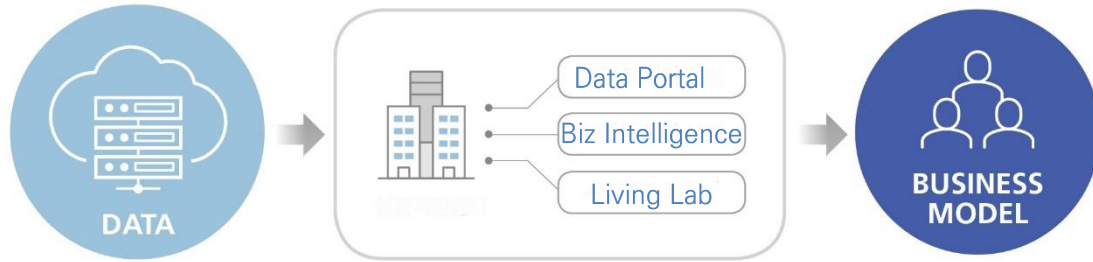 DATA
Data Portal
Biz Intelligence
Living Lab
BUSINESS
MODEL